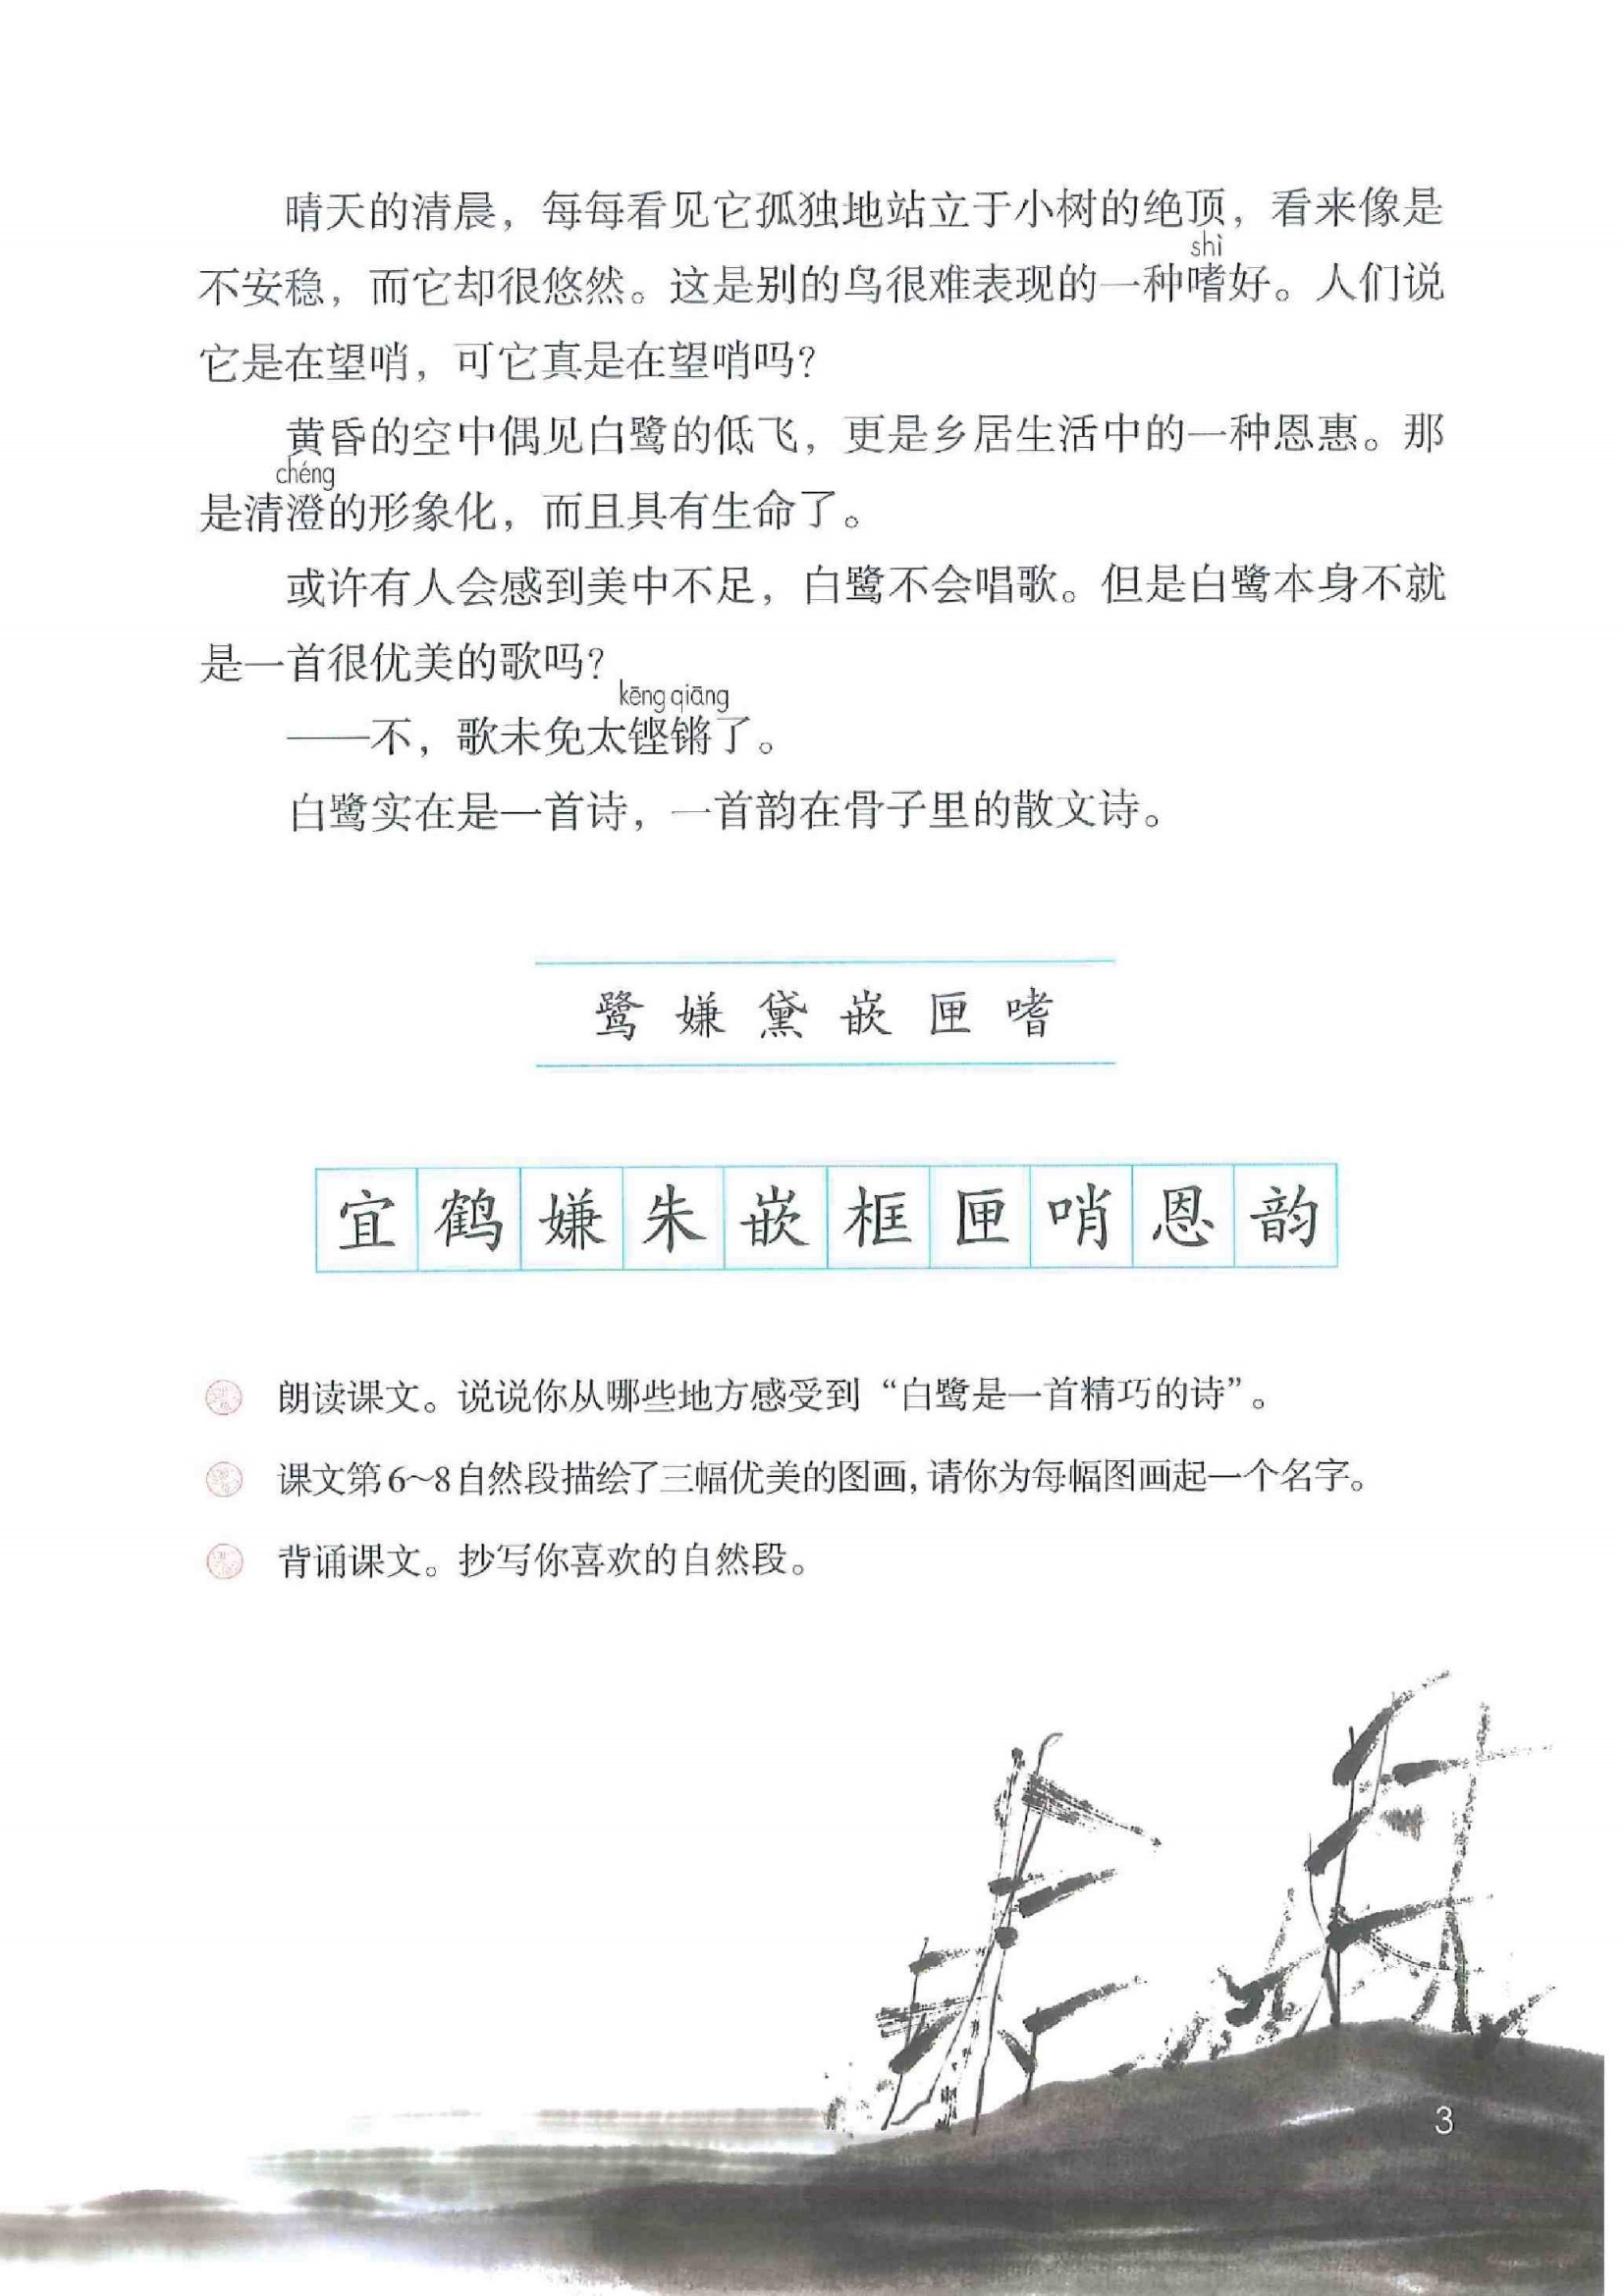 晴天的清晨，每每看见它孤独地站立于小树的绝顶，看来像是
shì
不安稳，而它却很悠然。这是别的鸟很难表现的一种嗜好。人们说
它是在望哨，可它真是在望哨吗？
黄昏的空中偶见白鹭的低飞，更是乡居生活中的一种恩惠。那
chéng
是清澄的形象化，而且具有生命了。
或许有人会感到美中不足，白鹭不会唱歌。但是白鹭本身不就
是一首很优美的歌吗？
kēng qiāng
——不，歌未免太铿锵了。
白鹭实在是一首诗，一首韵在骨子里的散文诗。
鹭 嫌 黛 嵌 匣 嗜
宜 鹤 嫌 朱 嵌 框 匣 哨 恩 韵
朗读课文。说说你从哪些地方感受到“白鹭是一首精巧的诗”。
课文第6～8自然段描绘了三幅优美的图画，请你为每幅图画起一个名字。
背诵课文。抄写你喜欢的自然段。
3